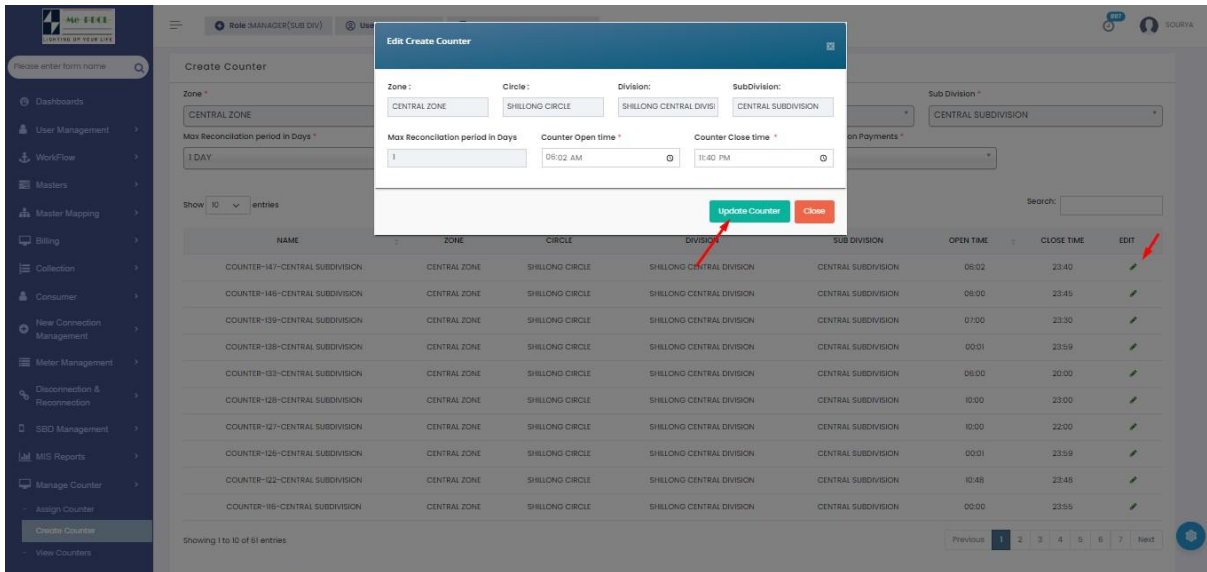 LIGHTING UP YOUR LIFE
Role :MANAGER(SUB DIV)
Use
SOURYA
Please enter form name
Dashboards
User Management
WorkFlow
Masters
Master Mapping
Billing
Collection
Consumer
New Connection
Management
Meter Management
Disconnection &
Reconnection
SBD Management
MIS Reports
Manage Counter
Assign Counter
Create Counter
View Counters
Create Counter
Zone *
CENTRAL ZONE
Sub Division *
CENTRAL SUBDIVISION
Max Reconcilation period in Days *
on Payments *
1 DAY
Edit Create Counter
Zone : Circle : Division: SubDivision:
CENTRAL ZONE SHILLONG CIRCLE SHILLONG CENTRAL DIVISI CENTRAL SUBDIVISION
Max Reconcilation period in Days Counter Open time * Counter Close time *
1 06:02 AM 11:40 PM
Update Counter Close
Show 10 entries
Search:
NAME ZONE CIRCLE DIVISION SUB DIVISION OPEN TIME CLOSE TIME EDIT
COUNTER-147-CENTRAL SUBDIVISION CENTRAL ZONE SHILLONG CIRCLE SHILLONG CENTRAL DIVISION CENTRAL SUBDIVISION 06:02 23:40
COUNTER-146-CENTRAL SUBDIVISION CENTRAL ZONE SHILLONG CIRCLE SHILLONG CENTRAL DIVISION CENTRAL SUBDIVISION 06:00 23:45
COUNTER-139-CENTRAL SUBDIVISION CENTRAL ZONE SHILLONG CIRCLE SHILLONG CENTRAL DIVISION CENTRAL SUBDIVISION 07:00 23:30
COUNTER-138-CENTRAL SUBDIVISION CENTRAL ZONE SHILLONG CIRCLE SHILLONG CENTRAL DIVISION CENTRAL SUBDIVISION 00:01 23:59
COUNTER-133-CENTRAL SUBDIVISION CENTRAL ZONE SHILLONG CIRCLE SHILLONG CENTRAL DIVISION CENTRAL SUBDIVISION 06:00 20:00
COUNTER-128-CENTRAL SUBDIVISION CENTRAL ZONE SHILLONG CIRCLE SHILLONG CENTRAL DIVISION CENTRAL SUBDIVISION 10:00 23:00
COUNTER-127-CENTRAL SUBDIVISION CENTRAL ZONE SHILLONG CIRCLE SHILLONG CENTRAL DIVISION CENTRAL SUBDIVISION 10:00 22:00
COUNTER-126-CENTRAL SUBDIVISION CENTRAL ZONE SHILLONG CIRCLE SHILLONG CENTRAL DIVISION CENTRAL SUBDIVISION 00:01 23:59
COUNTER-122-CENTRAL SUBDIVISION CENTRAL ZONE SHILLONG CIRCLE SHILLONG CENTRAL DIVISION CENTRAL SUBDIVISION 10:48 23:48
COUNTER-116-CENTRAL SUBDIVISION CENTRAL ZONE SHILLONG CIRCLE SHILLONG CENTRAL DIVISION CENTRAL SUBDIVISION 00:00 23:55
Showing 1 to 10 of 61 entries
Previous 1 2 3 4 5 6 7 Next